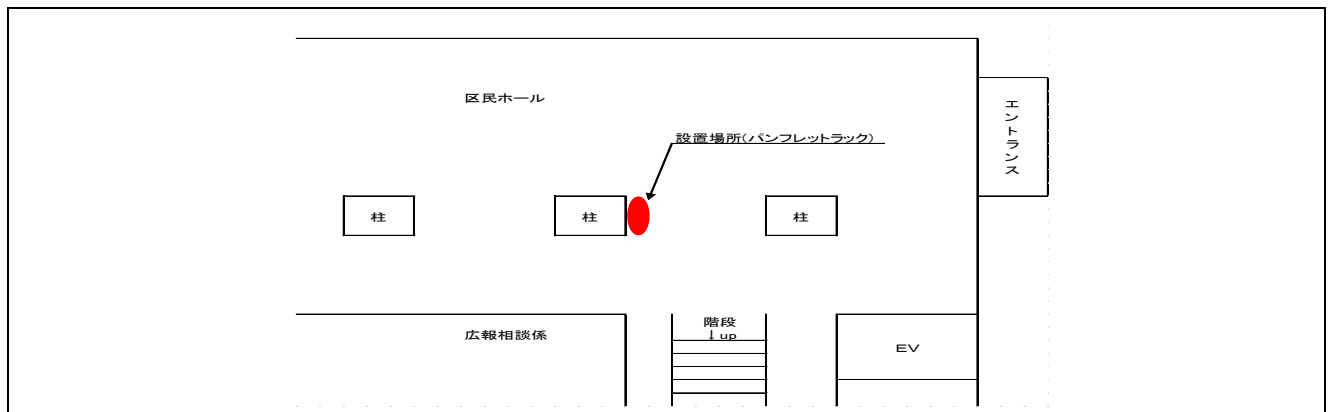 区民ホール
エントランス
設置場所(パンフレットラック)
柱
柱
柱
広報相談係
階段
↓up
EV